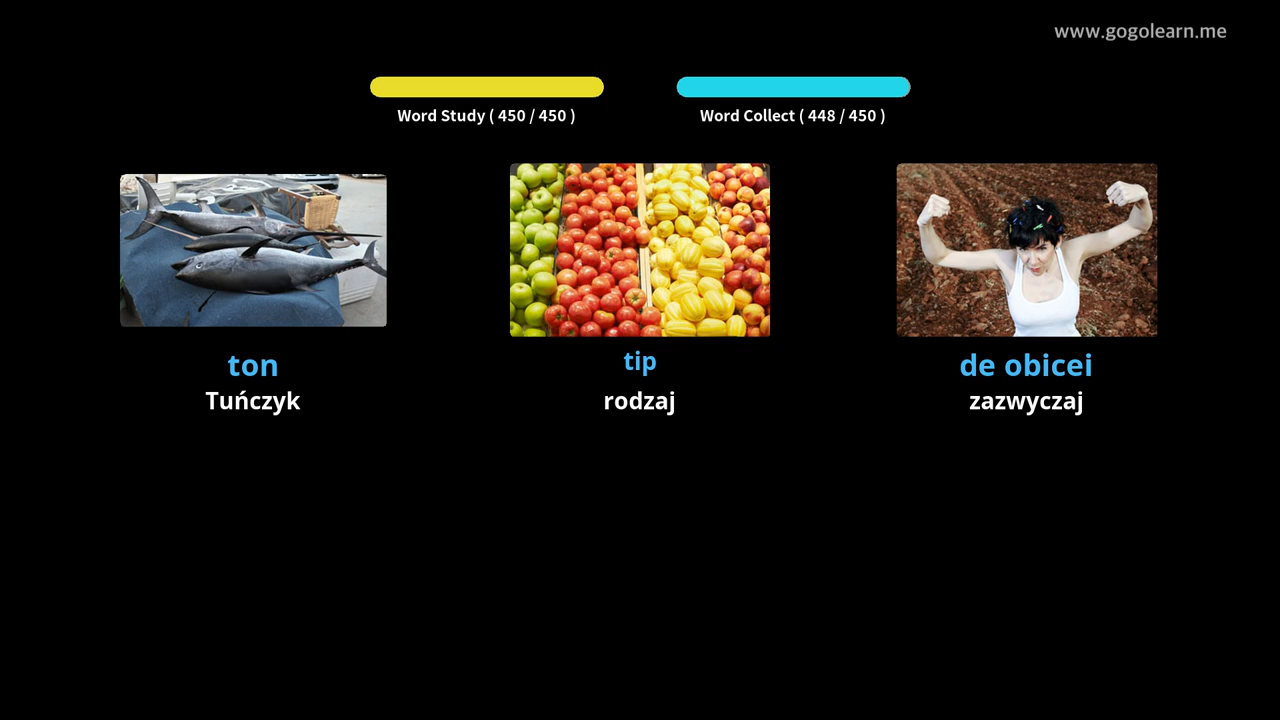 www.gogolearn.me
Word Study ( 450 / 450 )
Word Collect ( 448 / 450 )
ton
Tuńczyk
tip
rodzaj
de obicei
zazwyczaj